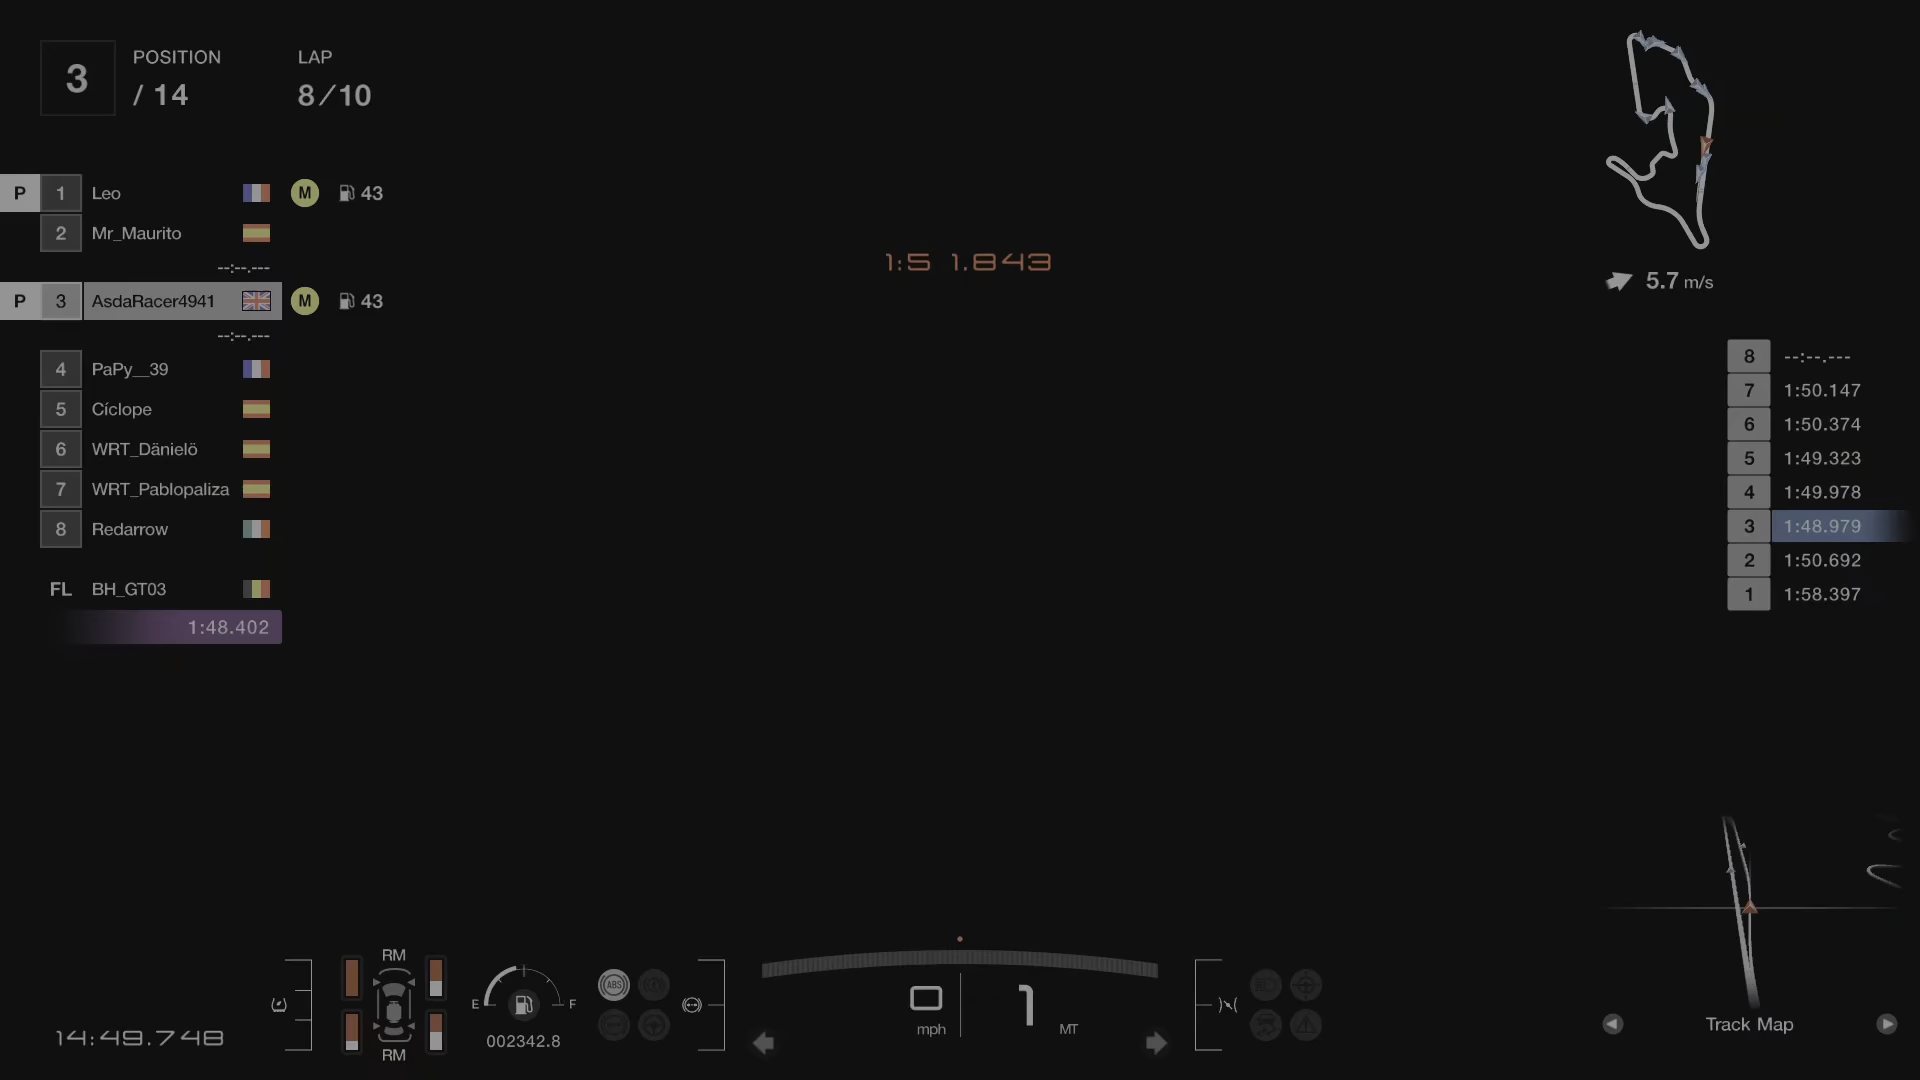 3
POSITION
/ 14
LAP
8/10
P 1 Leo M 43
2 Mr_Maurito
--:--.---
P 3 AsdaRacer4941 M 43
--:--.---
4 PaPy__39
5 Cíclope
6 WRT_Dänielö
7 WRT_Pablopaliza
8 Redarrow
FL BH_GT03
1:48.402
1:51.843
5.7 m/s
8 --:--.---
7 1:50.147
6 1:50.374
5 1:49.323
4 1:49.978
3 1:48.979
2 1:50.692
1 1:58.397
14:49.748
RM
RM
E F
002342.8
ABS
0
mph
1
MT
Track Map